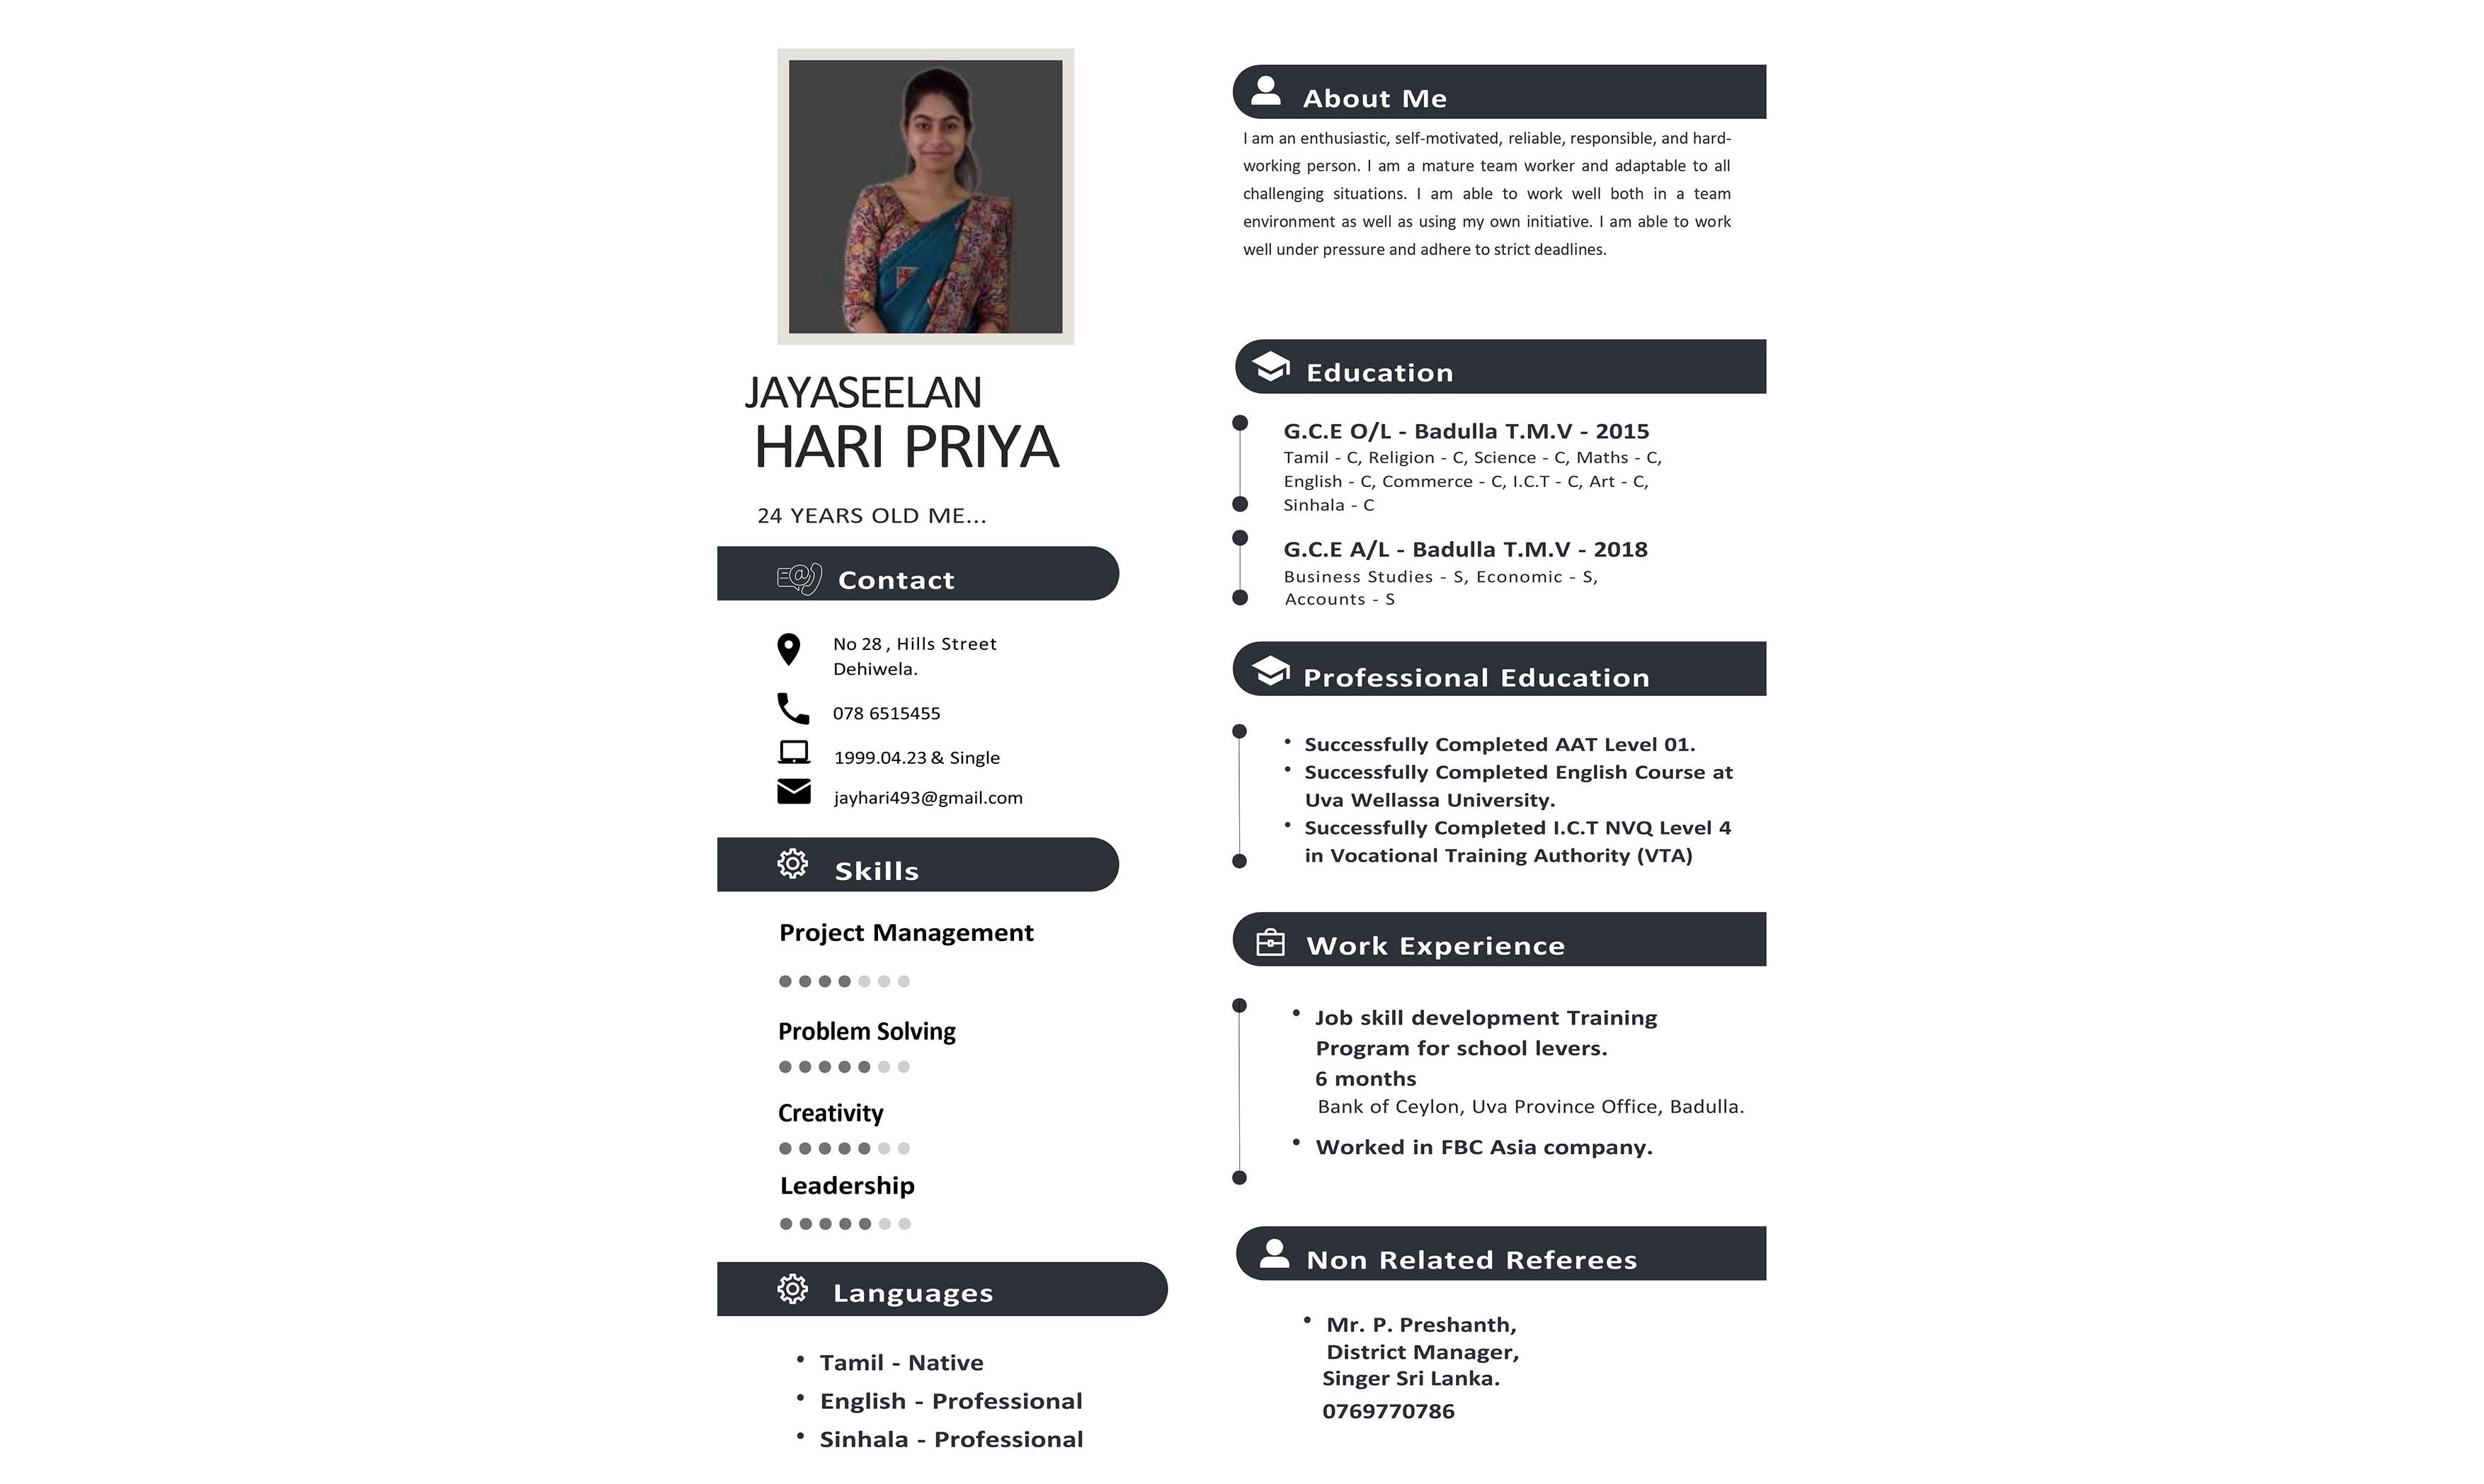 JAYASEELAN
HARI PRIYA
24 YEARS OLD ME...
Contact
No 28 , Hills Street
Dehiwela.
078 6515455
1999.04.23 & Single
jayhari493@gmail.com
Skills
Project Management
Problem Solving
Creativity
Leadership
Languages
• Tamil - Native
• English - Professional
• Sinhala - Professional
About Me
I am an enthusiastic, self-motivated, reliable, responsible, and hard-
working person. I am a mature team worker and adaptable to all
challenging situations. I am able to work well both in a team
environment as well as using my own initiative. I am able to work
well under pressure and adhere to strict deadlines.
Education
G.C.E O/L - Badulla T.M.V - 2015
Tamil - C, Religion - C, Science - C, Maths - C,
English - C, Commerce - C, I.C.T - C, Art - C,
Sinhala - C
G.C.E A/L - Badulla T.M.V - 2018
Business Studies - S, Economic - S,
Accounts - S
Professional Education
• Successfully Completed AAT Level 01.
• Successfully Completed English Course at
Uva Wellassa University.
• Successfully Completed I.C.T NVQ Level 4
in Vocational Training Authority (VTA)
Work Experience
• Job skill development Training
Program for school levers.
6 months
Bank of Ceylon, Uva Province Office, Badulla.
• Worked in FBC Asia company.
Non Related Referees
• Mr. P. Preshanth,
District Manager,
Singer Sri Lanka.
0769770786